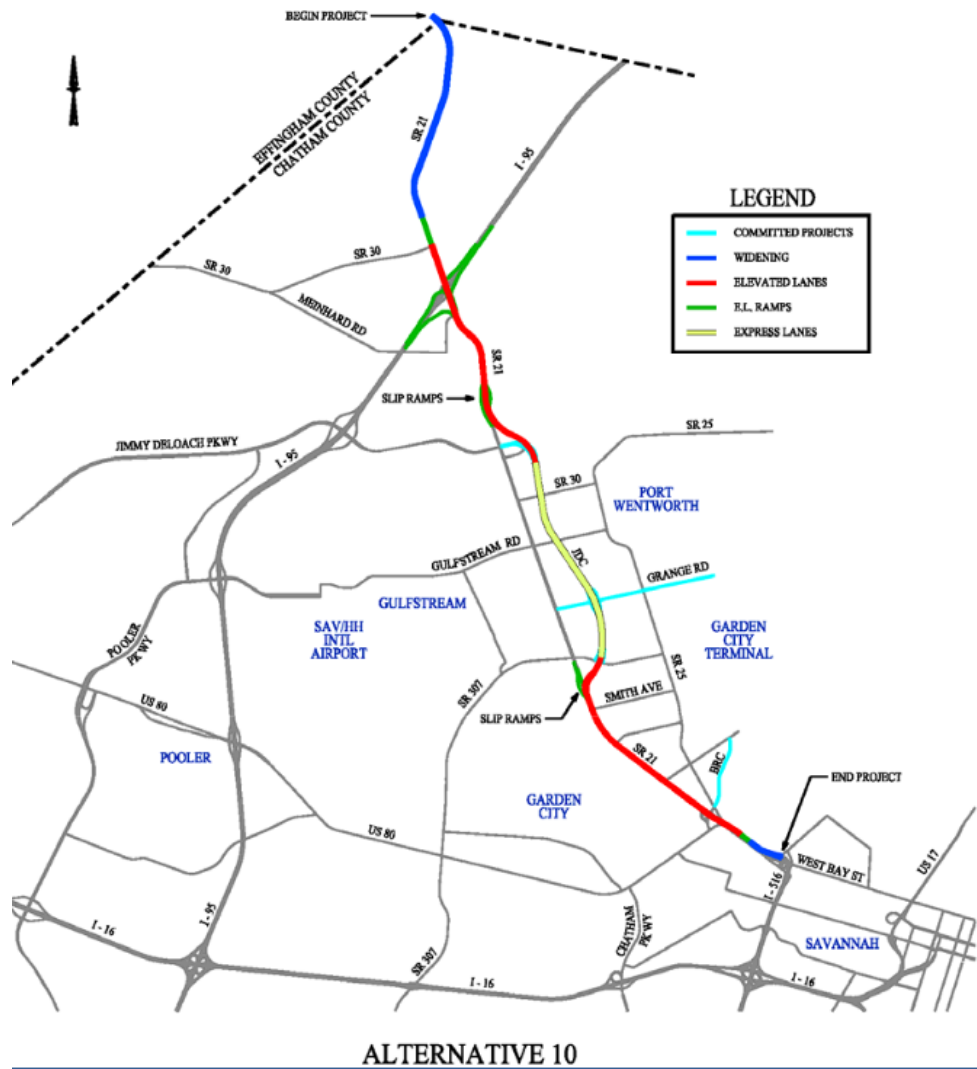 BEGIN PROJECT
EFFINGHAM COUNTY
CHATHAM COUNTY
SR 21
I - 95
LEGEND
COMMITTED PROJECTS
WIDENING
ELEVATED LANES
E.L. RAMPS
EXPRESS LANES
SR 30
SR 30
MEINHARD RD
SR 21
SLIP RAMPS
JIMMY DELOACH PKWY
I - 95
SR 25
SR 30
PORT
WENTWORTH
GULFSTREAM RD
JDC
GRANGE RD
GULFSTREAM
SAV/HH
INTL
AIRPORT
GARDEN
CITY
TERMINAL
POOLER
PK WY
SR 25
SR 307
SMITH AVE
US 80
SLIP RAMPS
POOLER
SR 21
BRC
END PROJECT
GARDEN
CITY
US 80
WEST BAY ST
US 17
I - 516
I - 16
I - 95
CHATHAM
PK WY
SAVANNAH
SR 307
I - 16
I - 16
ALTERNATIVE 10